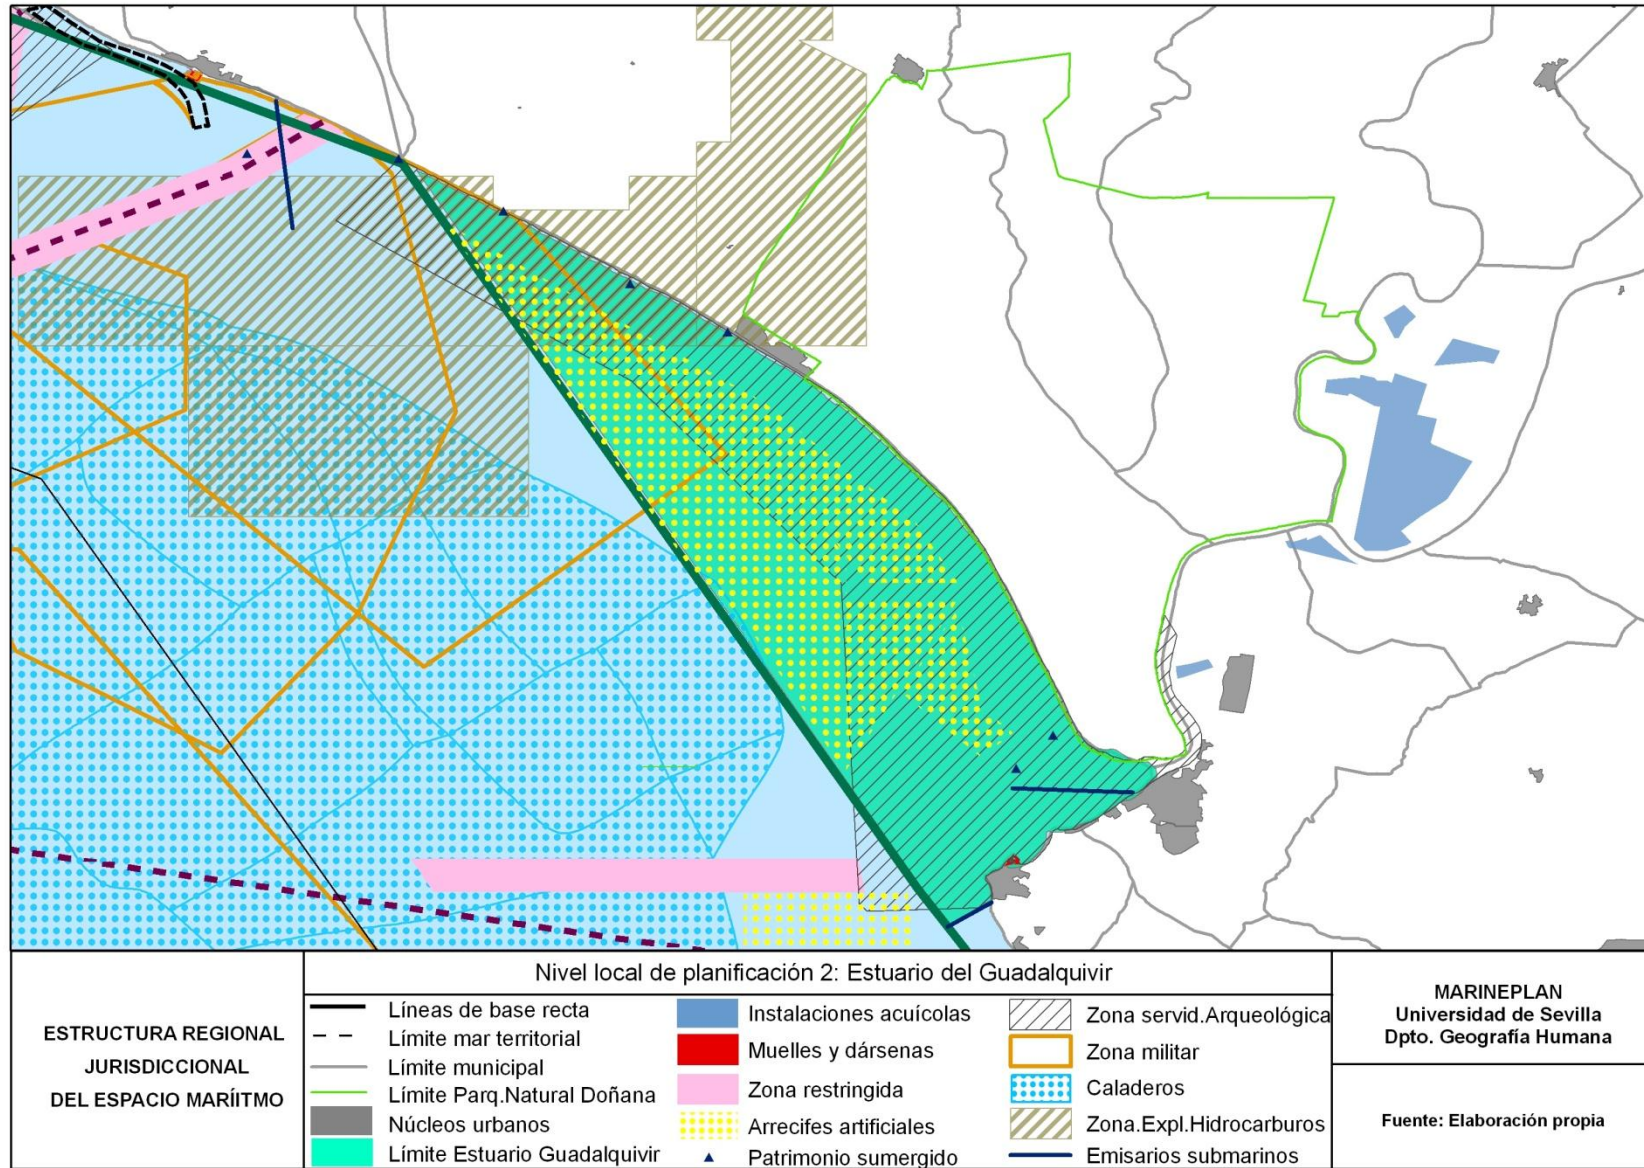 Nivel local de planificación 2: Estuario del Guadalquivir
ESTRUCTURA REGIONAL
JURISDICCIONAL
DEL ESPACIO MARÍITMO
Líneas de base recta
Límite mar territorial
Límite municipal
Límite Parq.Natural Doñana
Núcleos urbanos
Límite Estuario Guadalquivir
Instalaciones acuícolas
Muelles y dársenas
Zona restringida
Arrecifes artificiales
Patrimonio sumergido
Zona servid.Arqueológica
Zona militar
Caladeros
Zona.Expl.Hidrocarburos
Emisarios submarinos
MARINEPLAN
Universidad de Sevilla
Dpto. Geografía Humana
Fuente: Elaboración propia